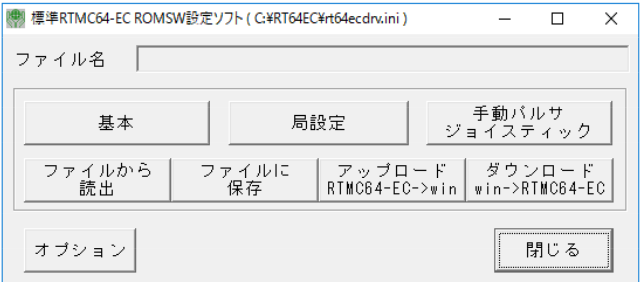 標準RTMC64-EC ROMSW設定ソフト ( C:¥RT64EC¥rt64ecdrv.ini )
ファイル名
基本
局設定
手動パルサ
ジョイスティック
ファイルから
読出
ファイルに
保存
アップロード
RTMC64-EC->win
ダウンロード
win->RTMC64-EC
オプション
閉じる